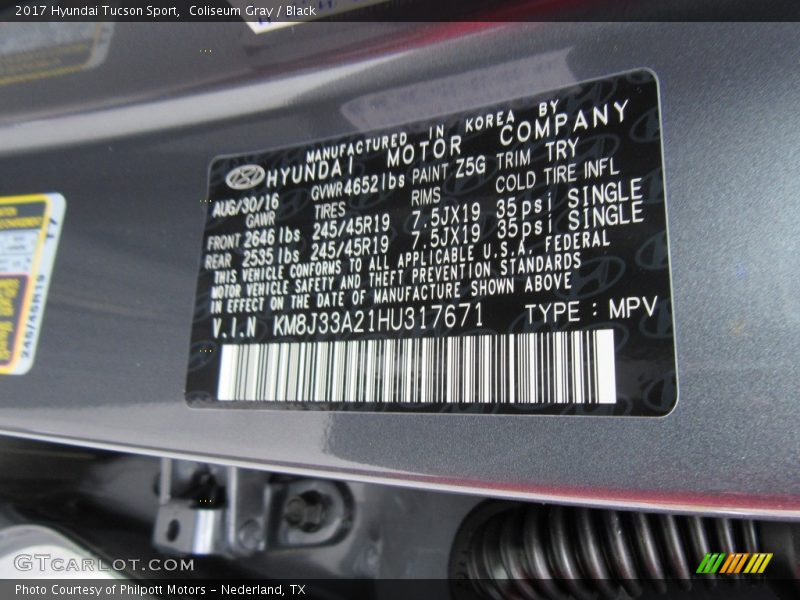 2017 Hyundai Tucson Sport, Coliseum Gray / Black
MANUFACTURED IN KOREA BY
HYUNDAI MOTOR COMPANY
AUG/30/16 GVWR 4652 lbs PAINT Z5G TRIM TRY
GAWR TIRES RIMS COLD TIRE INFL
FRONT 2646 lbs 245/45R19 7.5JX19 35psi SINGLE
REAR 2535 lbs 245/45R19 7.5JX19 35psi SINGLE
THIS VEHICLE CONFORMS TO ALL APPLICABLE U.S.A. FEDERAL
MOTOR VEHICLE SAFETY AND THEFT PREVENTION STANDARDS
IN EFFECT ON THE DATE OF MANUFACTURE SHOWN ABOVE
V.I.N KM8J33A21HU317671 TYPE : MPV
245/45R19
GTCARLOT.COM
Photo Courtesy of Philpott Motors - Nederland, TX